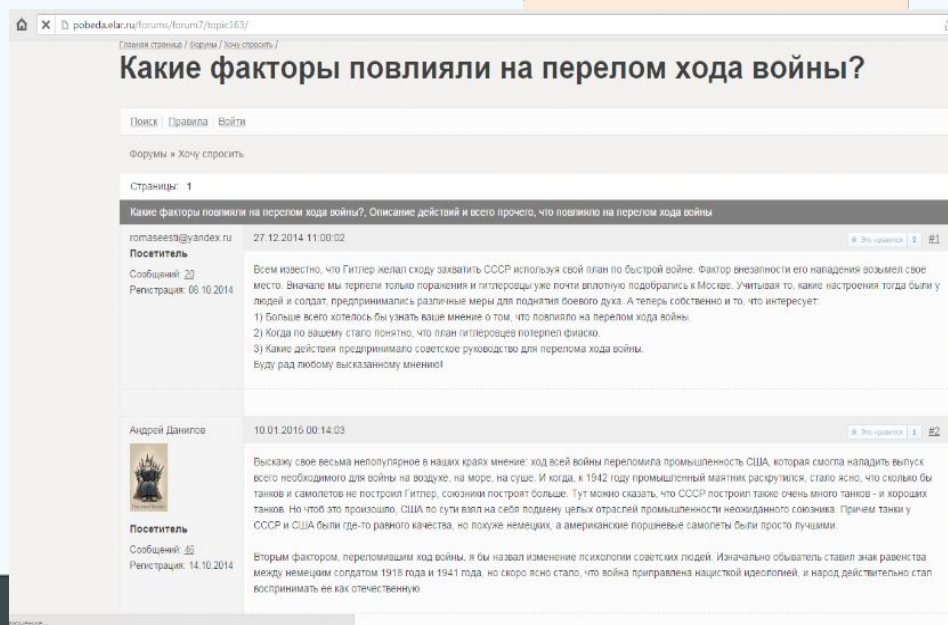 pobeda.elar.ru/forums/forum7/topic163/
Главная страница / Форумы / Хочу спросить /
Какие факторы повлияли на перелом хода войны?
Поиск Правила Войти
Форумы » Хочу спросить
Страницы: 1
Какие факторы повлияли на перелом хода войны?, Описание действий и всего прочего, что повлияло на перелом хода войны
romaseesti@yandex.ru
Посетитель
Сообщений: 20
Регистрация: 06.10.2014
27.12.2014 11:00:02
Это нравится 0 #1
Всем известно, что Гитлер желал сходу захватить СССР используя свой план по быстрой войне. Фактор внезапности его нападения возымел свое
место. Вначале мы терпели только поражения и гитлеровцы уже почти вплотную подобрались к Москве. Учитывая то, какие настроения тогда были у
людей и солдат, предпринимались различные меры для поднятия боевого духа. А теперь собственно и то, что интересует:
1) Больше всего хотелось бы узнать ваше мнение о том, что повлияло на перелом хода войны.
2) Когда по вашему стало понятно, что план гитлеровцев потерпел фиаско.
3) Какие действия предпринимало советское руководство для перелома хода войны.
Буду рад любому высказанному мнению!
Андрей Данилов
Посетитель
Сообщений: 46
Регистрация: 14.10.2014
10.01.2015 00:14:03
Это нравится 1 #2
Выскажу свое весьма непопулярное в наших краях мнение: ход всей войны переломила промышленность США, которая смогла наладить выпуск
всего необходимого для войны на воздухе, на море, на суше. И когда, к 1942 году промышленный маятник раскрутился, стало ясно, что сколько бы
танков и самолетов не построил Гитлер, союзники построят больше. Тут можно сказать, что СССР построил также очень много танков - и хороших
танков. Но чтоб это произошло, США по сути взял на себя подмену целых отраслей промышленности неожиданного союзника. Причем танки у
СССР и США были где-то равного качества, но похуже немецких, а американские поршневые самолеты были просто лучшими.
Вторым фактором, переломившим ход войны, я бы назвал изменение психологии советских людей. Изначально обыватель ставил знак равенства
между немецким солдатом 1918 года и 1941 года, но скоро ясно стало, что война приправлена нацисткой идеологией, и народ действительно стал
воспринимать ее как отечественную.